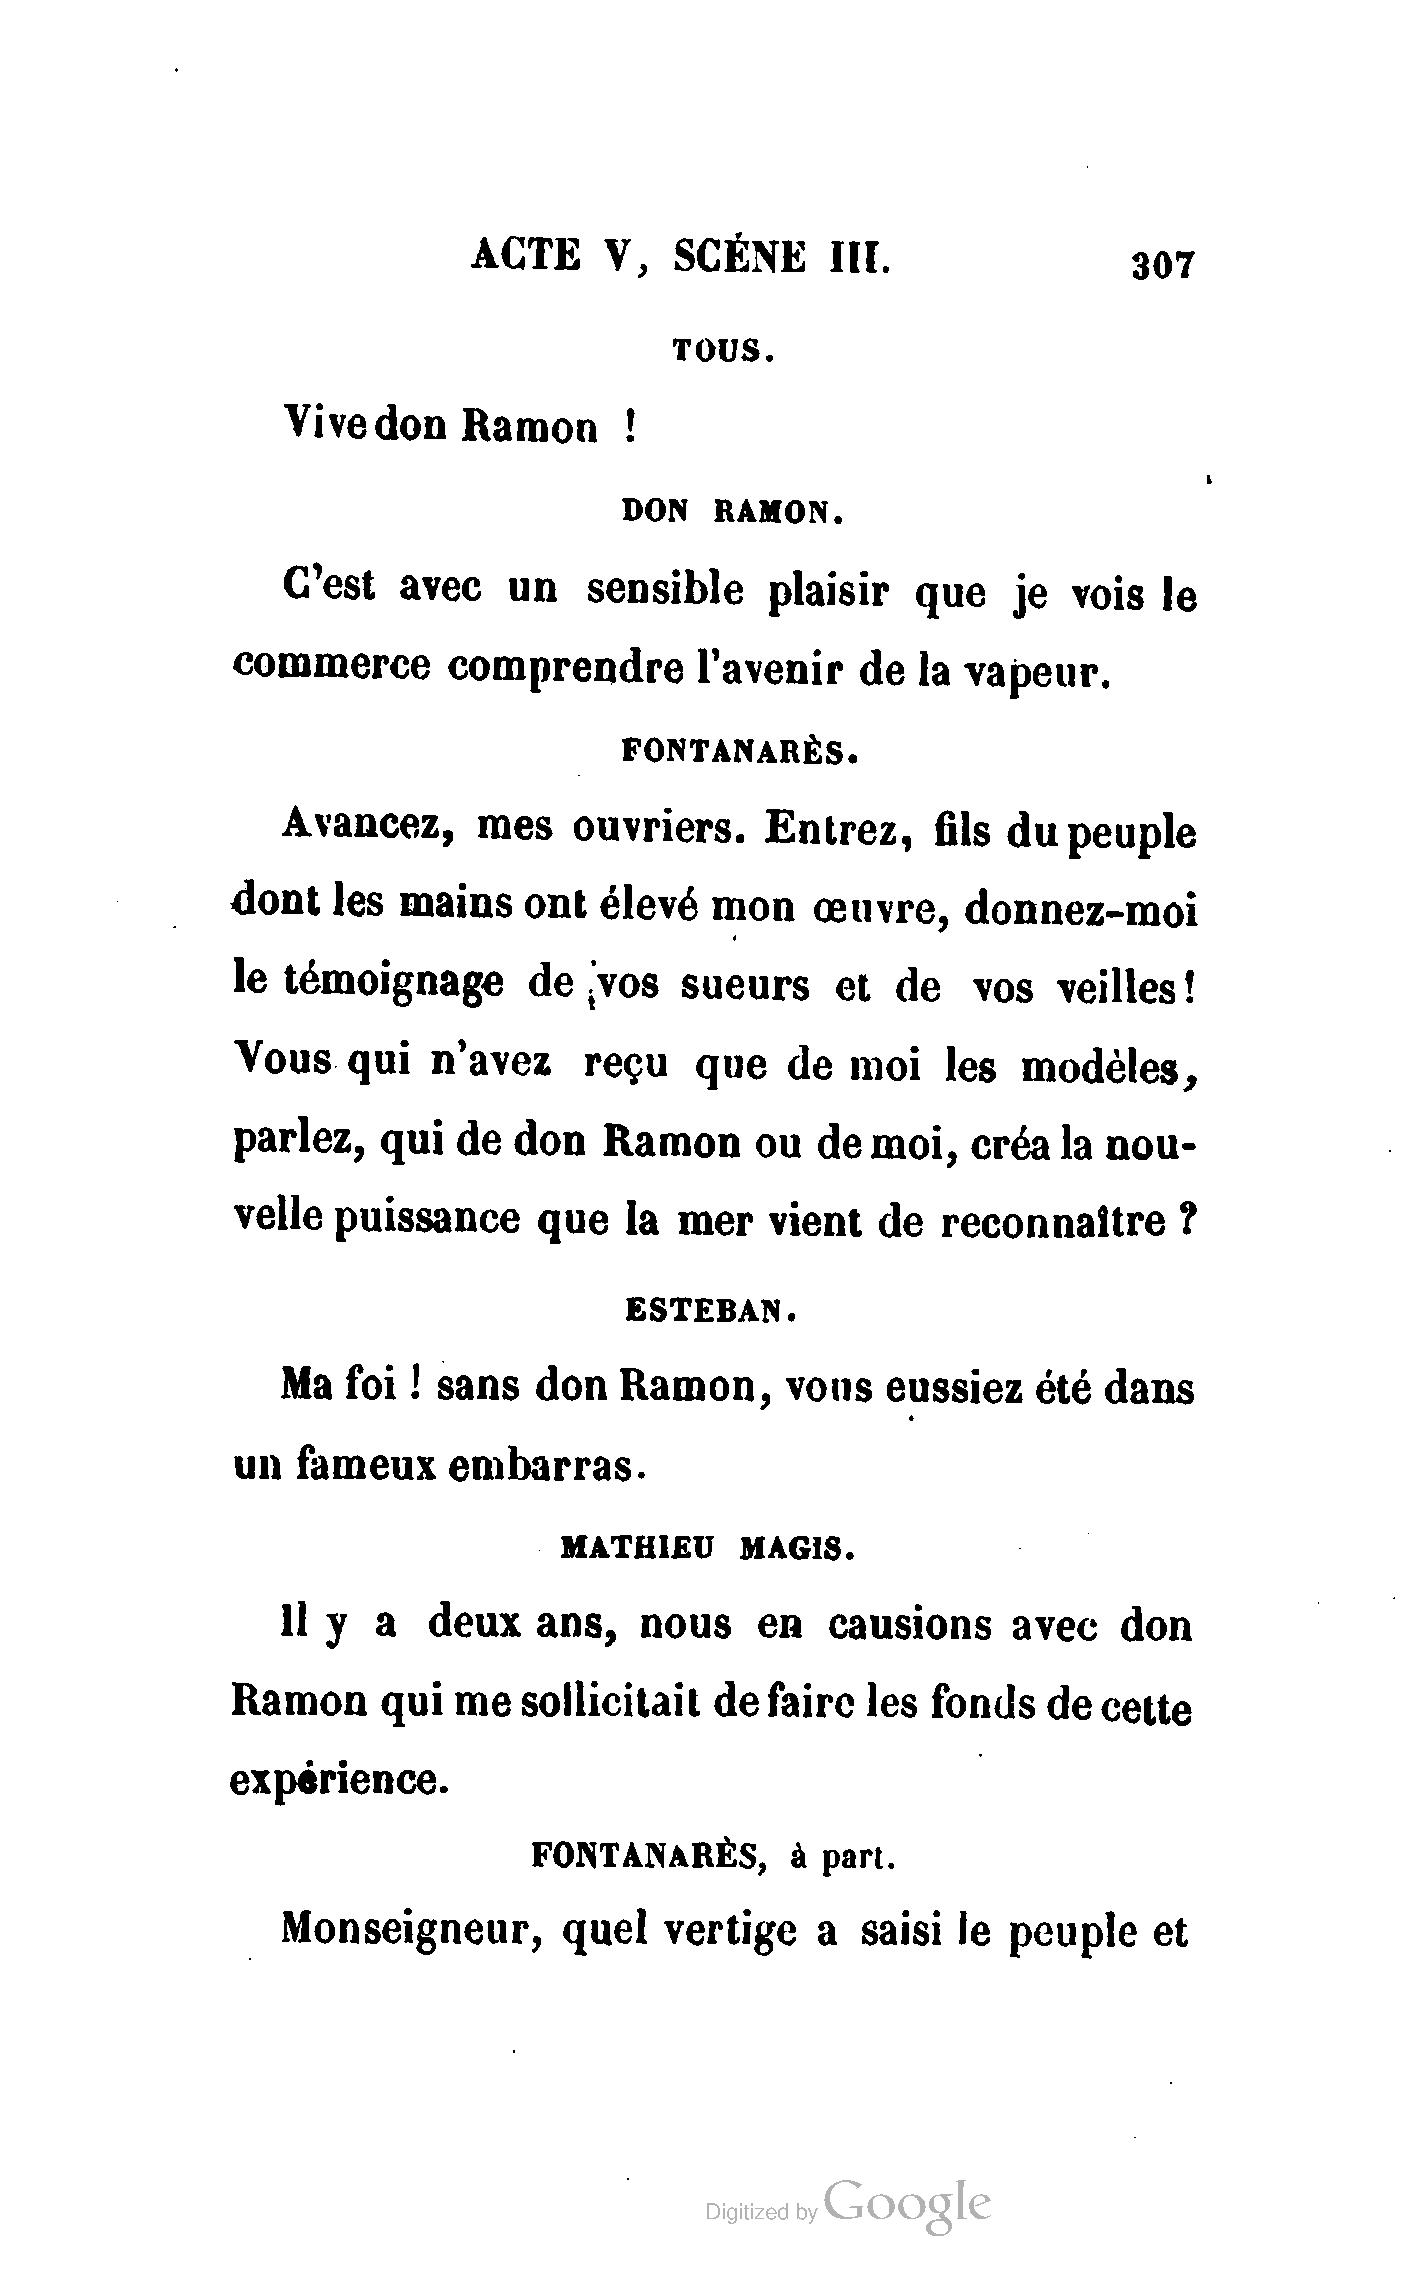 ACTE V, SCÉNE III. 307
TOUS.
Vive don Ramon !
DON RAMON.
C'est avec un sensible plaisir que je vois le
commerce comprendre l'avenir de la vapeur.
FONTANARÈS.
Avancez, mes ouvriers. Entrez, fils du peuple
dont les mains ont élevé mon œuvre, donnez-moi
le témoignage de vos sueurs et de vos veilles!
Vous qui n'avez reçu que de moi les modèles,
parlez, qui de don Ramon ou de moi, créa la nou-
velle puissance que la mer vient de reconnaître ?
ESTEBAN.
Ma foi ! sans don Ramon, vous eussiez été dans
un fameux embarras.
MATHIEU MAGIS.
Il y a deux ans, nous en causions avec don
Ramon qui me sollicitait de faire les fonds de cette
expérience.
FONTANARÈS, à part.
Monseigneur, quel vertige a saisi le peuple et
Digitized by Google